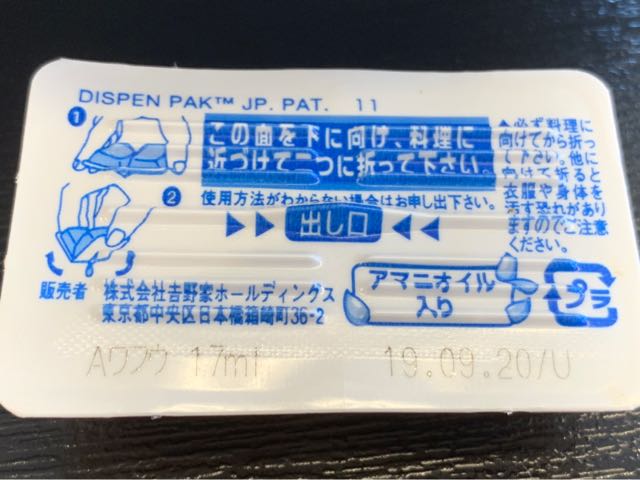 DISPEN PAK™ JP. PAT. 11
1
この面を下に向け、料理に
近づけて二つに折って下さい。
2
使用方法がわからない場合はお申し出下さい。
▶▶ 出し口 ◀◀
▲必ず料理に
向けてから折っ
て下さい。他に
向けて折ると
衣服や身体を
汚す恐れがあり
ますのでご注意
ください。
販売者 株式会社吉野家ホールディングス
東京都中央区日本橋箱崎町36-2
アマニオイル
入り
プラ
Aワフウ 17ml 19.09.20/U